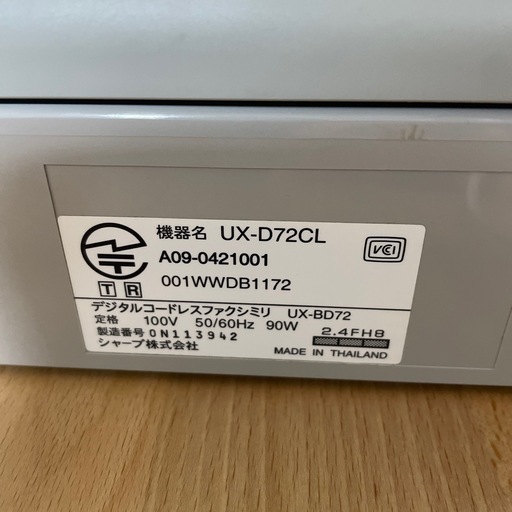 機器名 UX-D72CL
A09-0421001
001WWDB1172
T R
VCI
デジタルコードレスファクシミリ UX-BD72
定格 100V 50/60Hz 90W
製造番号 0N113942
2.4FH8
シャープ株式会社
MADE IN THAILAND